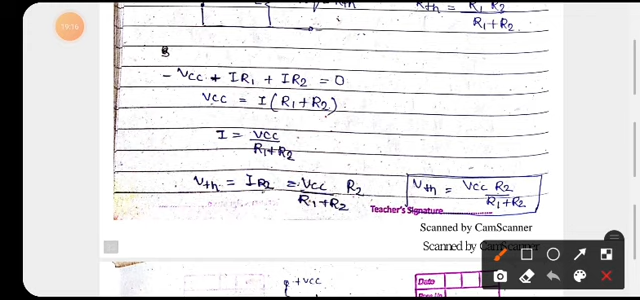 19:16
Rth = R1 R2
R1 + R2
- VCC + IR1 + IR2 = 0
VCC = I (R1 + R2)
I = VCC
R1+R2
Vth = IR2 = VCC R2
R1+R2
Vth = VCC R2
R1+R2
Teacher's Signature
Scanned by CamScanner
Scanned by CamScanner
+VCC
Date